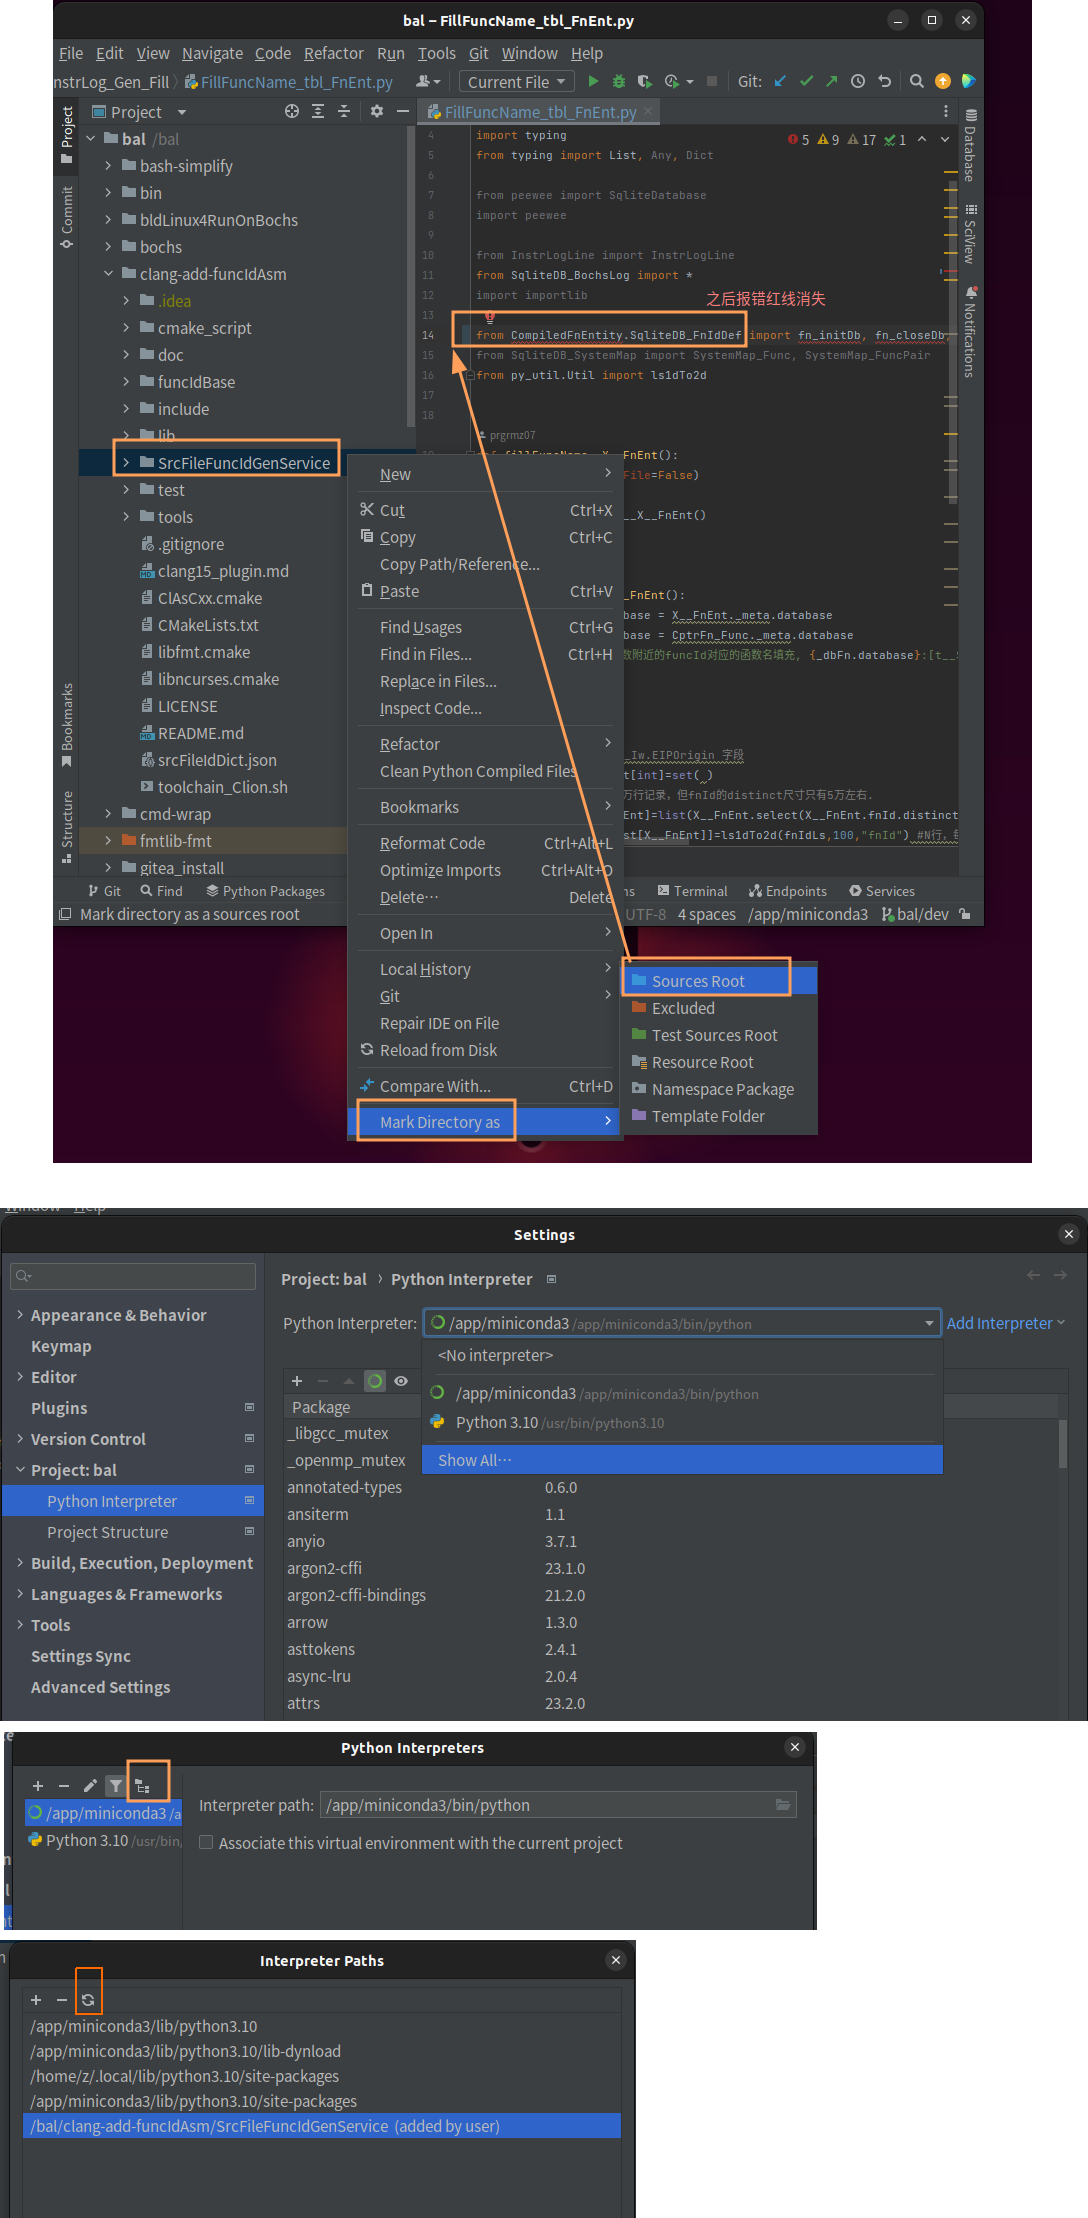 bal – FillFuncName_tbl_FnEnt.py
File Edit View Navigate Code Refactor Run Tools Git Window Help
nstrLog_Gen_Fill FillFuncName_tbl_FnEnt.py Current File Git:
Project
Project
FillFuncName_tbl_FnEnt.py
Commit
Bookmarks
Structure
Database
SciView
Notifications
bal /bal
bash-simplify
bin
bldLinux4RunOnBochs
bochs
clang-add-funcIdAsm
.idea
cmake_script
doc
funcIdBase
include
lib
SrcFileFuncIdGenService
test
tools
.gitignore
clang15_plugin.md
ClAsCxx.cmake
CMakeLists.txt
libfmt.cmake
libncurses.cmake
LICENSE
README.md
srcFileIdDict.json
toolchain_Clion.sh
cmd-wrap
fmtlib-fmt
gitea_install
5 9 17 1
4 import typing
5 from typing import List, Any, Dict
6
7 from peewee import SqliteDatabase
8 import peewee
9
10 from InstrLogLine import InstrLogLine
11 from SqliteDB_BochsLog import *
12 import importlib
之后报错红线消失
13
14 from CompiledFnEntity.SqliteDB_FnIdDef import fn_initDb, fn_closeDb,
15 from SqliteDB_SystemMap import SystemMap_Func, SystemMap_FuncPair
16 from py_util.Util import ls1dTo2d
17
18
prgrmz07
FnEnt():
File=False)
__X__FnEnt()
_FnEnt():
base = X__FnEnt._meta.database
base = CptrFn_Func._meta.database
数附近的funcId对应的函数名填充, {_dbFn.database}:[t__
_Iw.EIPOrigin 字段
t[int]=set(_)
万行记录，但fnId的distinct尺寸只有5万左右.
Ent]=list(X__FnEnt.select(X__FnEnt.fnId.distinct
st[X__FnEnt]]=ls1dTo2d(fnIdLs,100,"fnId") #N行，
New
Cut Ctrl+X
Copy Ctrl+C
Copy Path/Reference...
Paste Ctrl+V
Find Usages Ctrl+G
Find in Files... Ctrl+H
Replace in Files...
Inspect Code...
Refactor
Clean Python Compiled Files
Bookmarks
Reformat Code Ctrl+Alt+L
Optimize Imports Ctrl+Alt+O
Delete… Delete
Open In
Local History
Git
Repair IDE on File
Reload from Disk
Compare With... Ctrl+D
Mark Directory as
Sources Root
Excluded
Test Sources Root
Resource Root
Namespace Package
Template Folder
Git Find Python Packages ns Terminal Endpoints Services
Mark directory as a sources root UTF-8 4 spaces /app/miniconda3 bal/dev
Window Help
Settings
Appearance & Behavior
Keymap
Editor
Plugins
Version Control
Project: bal
Python Interpreter
Project Structure
Build, Execution, Deployment
Languages & Frameworks
Tools
Settings Sync
Advanced Settings
Project: bal › Python Interpreter
Python Interpreter: /app/miniconda3 /app/miniconda3/bin/python Add Interpreter
<No interpreter>
/app/miniconda3 /app/miniconda3/bin/python
Python 3.10 /usr/bin/python3.10
Show All…
Package
_libgcc_mutex
_openmp_mutex
annotated-types 0.6.0
ansiterm 1.1
anyio 3.7.1
argon2-cffi 23.1.0
argon2-cffi-bindings 21.2.0
arrow 1.3.0
asttokens 2.4.1
async-lru 2.0.4
attrs 23.2.0
Python Interpreters
/app/miniconda3 /a
Python 3.10 /usr/bin/
Interpreter path: /app/miniconda3/bin/python
Associate this virtual environment with the current project
Interpreter Paths
/app/miniconda3/lib/python3.10
/app/miniconda3/lib/python3.10/lib-dynload
/home/z/.local/lib/python3.10/site-packages
/app/miniconda3/lib/python3.10/site-packages
/bal/clang-add-funcIdAsm/SrcFileFuncIdGenService (added by user)